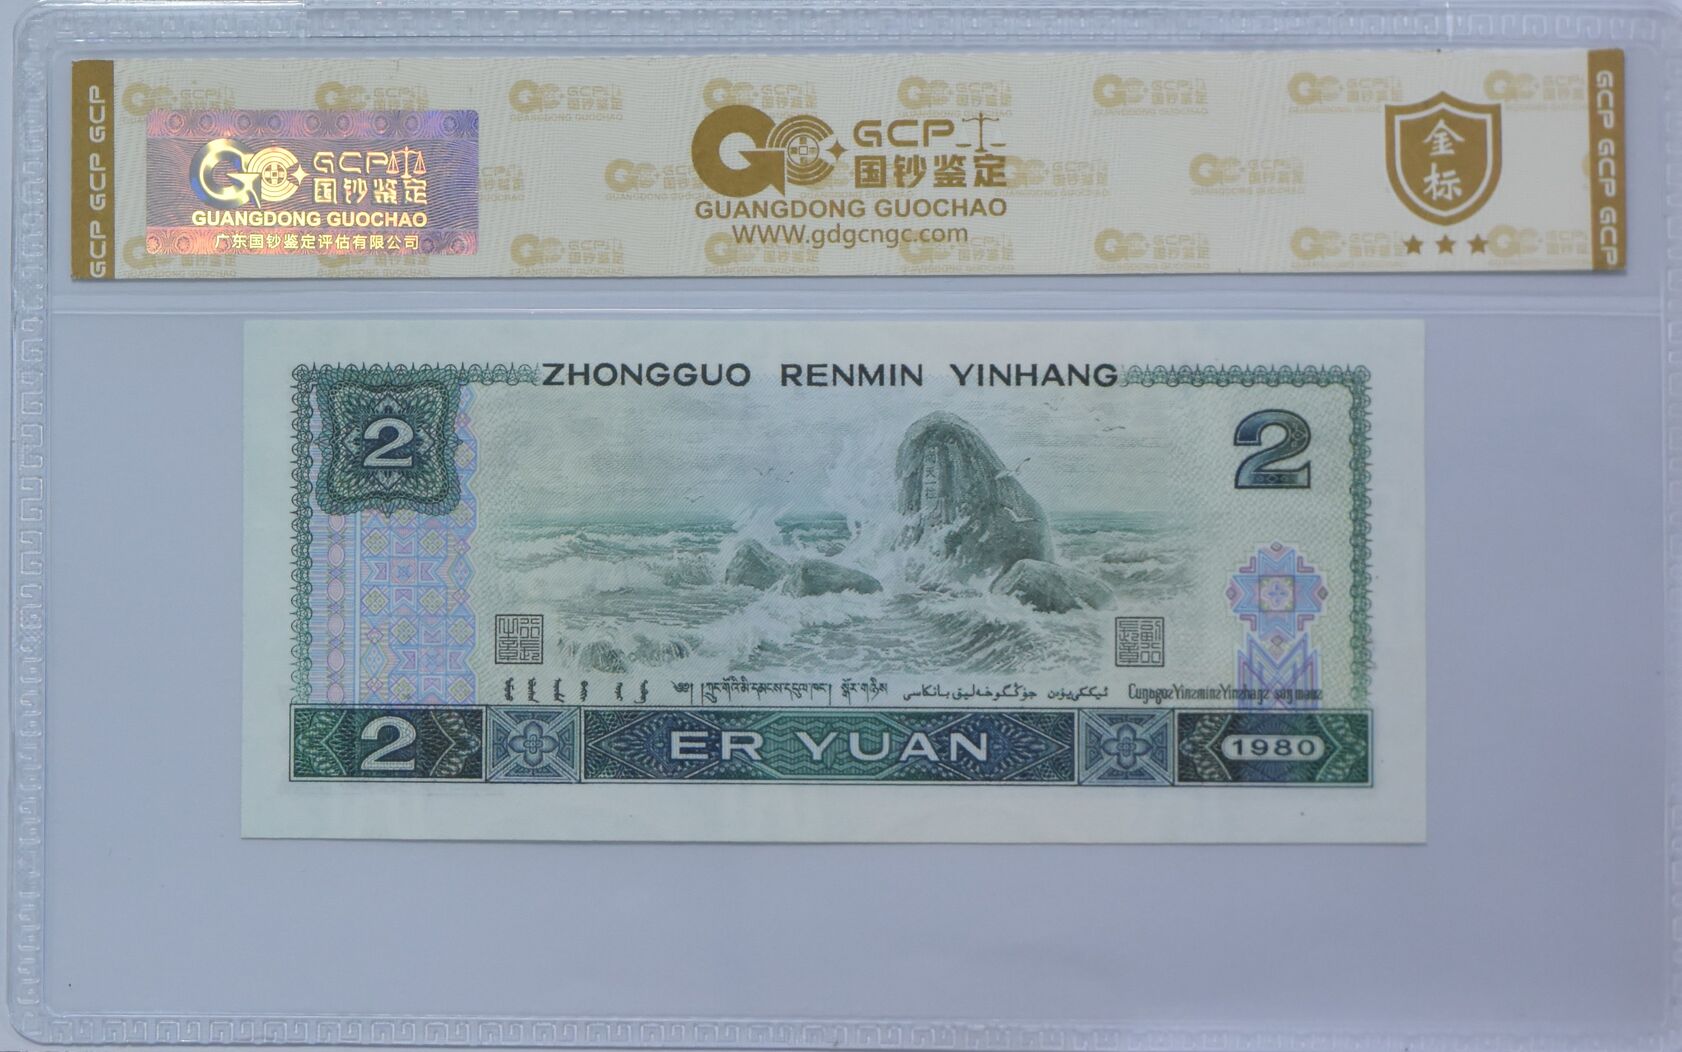 GCP GCP GCP
GCP
国钞鉴定
GUANGDONG GUOCHAO
广东国钞鉴定评估有限公司
GCP
国钞鉴定
GUANGDONG GUOCHAO
WWW.gdgcngc.com
金标
GCP GCP GCP
ZHONGGUO RENMIN YINHANG
2
2
2
ER YUAN
1980